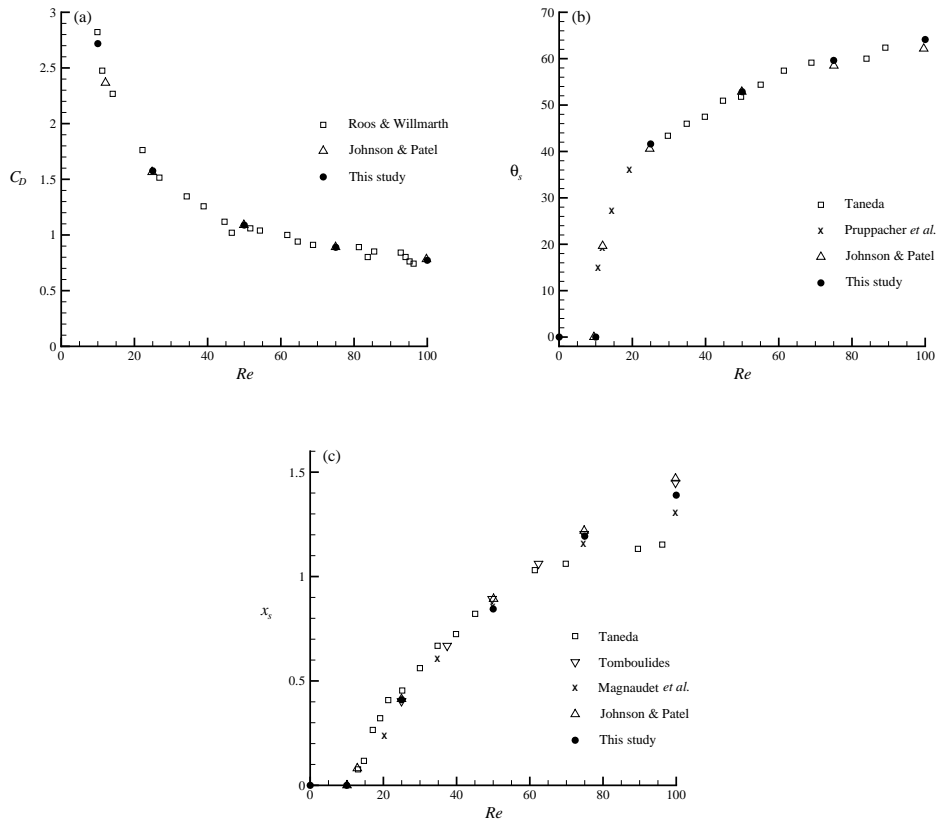 (a)
3
2.5
2
1.5
1
0.5
0
C_D
0 20 40 60 80 100
Re
Roos & Willmarth
Johnson & Patel
This study
(b)
70
60
50
40
30
20
10
0
θ_s
0 20 40 60 80 100
Re
Taneda
Pruppacher et al.
Johnson & Patel
This study
(c)
1.5
1
0.5
0
x_s
0 20 40 60 80 100
Re
Taneda
Tomboulides
Magnaudet et al.
Johnson & Patel
This study